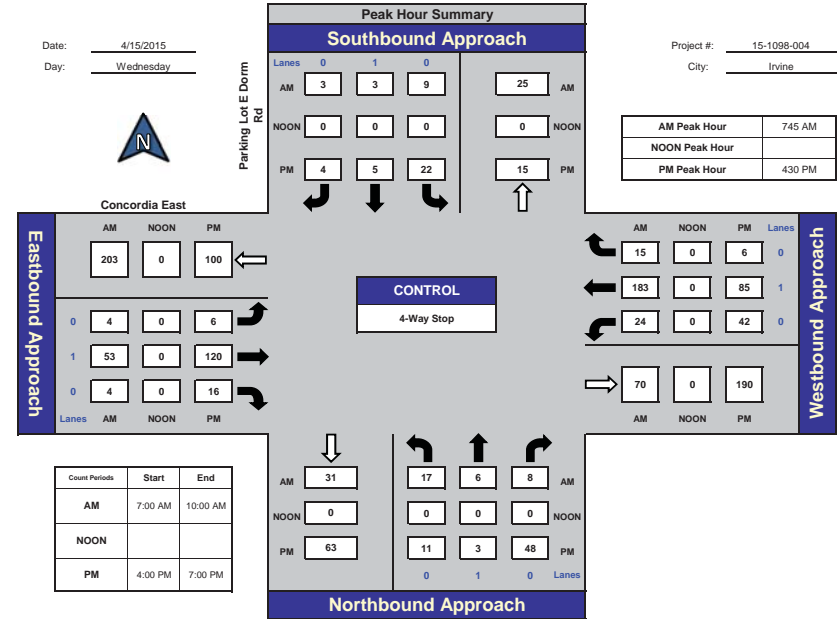 Peak Hour Summary
Date: 4/15/2015
Southbound Approach
Project #: 15-1098-004
Day: Wednesday
City: Irvine
Parking Lot E Dorm
Rd
Lanes 0 1 0
AM 3 3 9 25 AM
NOON 0 0 0 0 NOON
PM 4 5 22 15 PM
N
AM Peak Hour 745 AM
NOON Peak Hour
PM Peak Hour 430 PM
Concordia East
Eastbound Approach
AM NOON PM
203 0 100
0 4 0 6
1 53 0 120
0 4 0 16
Lanes AM NOON PM
CONTROL
4-Way Stop
AM NOON PM Lanes
15 0 6 0
183 0 85 1
24 0 42 0
70 0 190
AM NOON PM
Westbound Approach
Count Periods Start End
AM 7:00 AM 10:00 AM
NOON
PM 4:00 PM 7:00 PM
AM 31 17 6 8 AM
NOON 0 0 0 0 NOON
PM 63 11 3 48 PM
0 1 0 Lanes
Northbound Approach